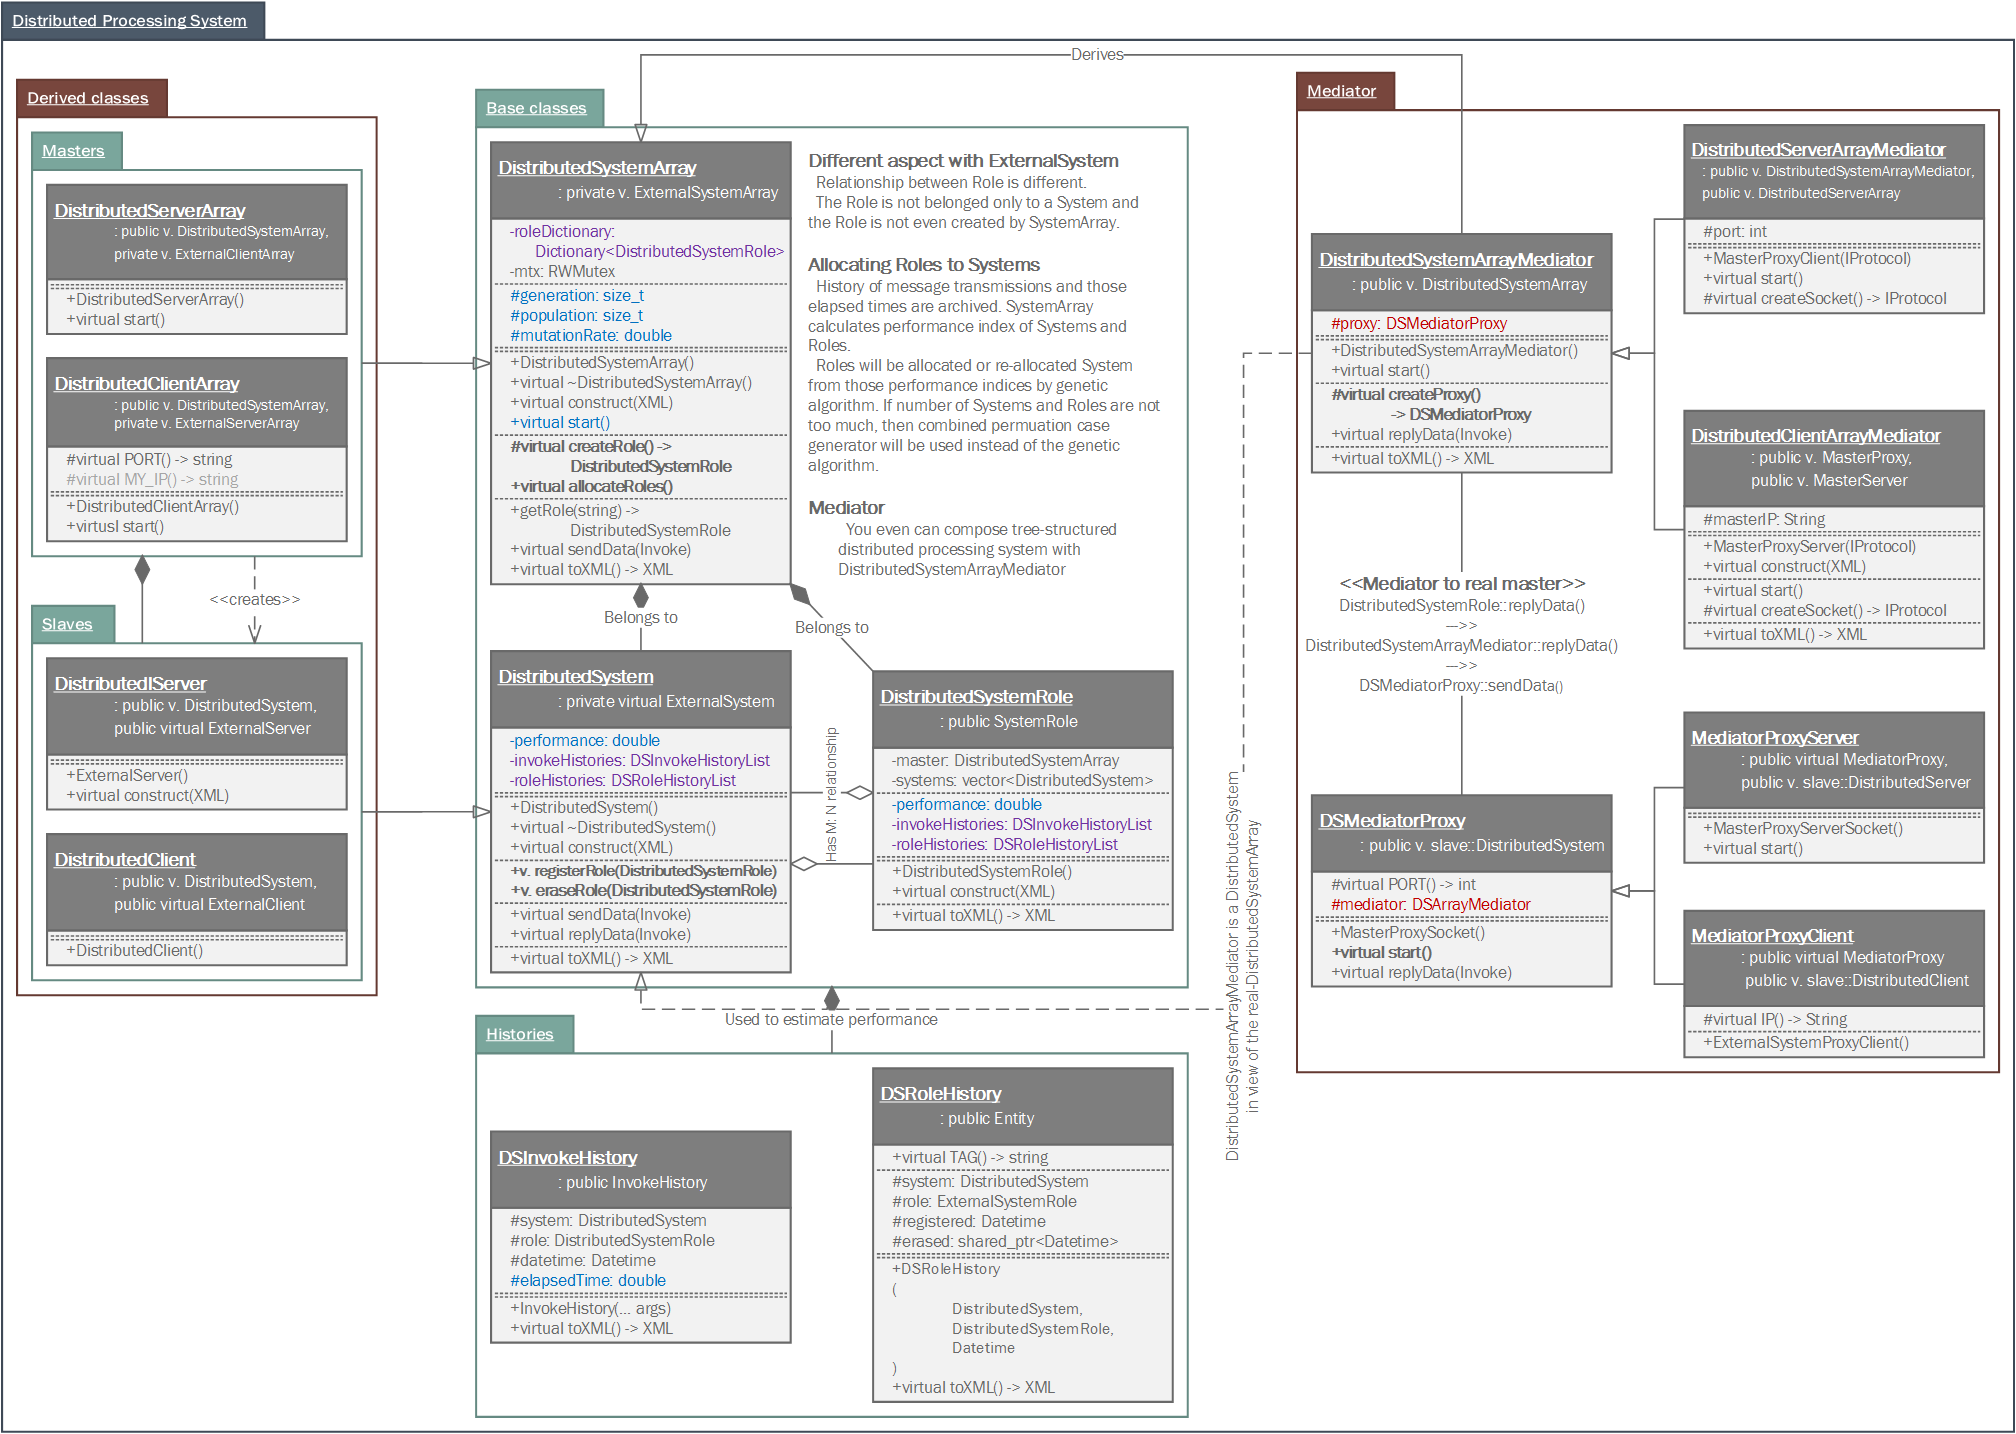 Distributed Processing System
Derives
Derived classes
Masters
DistributedServerArray
: public v. DistributedSystemArray,
private v. ExternalClientArray
+DistributedServerArray()
+virtual start()
DistributedClientArray
: public v. DistributedSystemArray,
private v. ExternalServerArray
#virtual PORT() -> string
#virtual MY_IP() -> string
+DistributedClientArray()
+virtusl start()
<<creates>>
Slaves
DistributedIServer
: public v. DistributedSystem,
public virtual ExternalServer
+ExternalServer()
+virtual construct(XML)
DistributedClient
: public v. DistributedSystem,
public virtual ExternalClient
+DistributedClient()
Base classes
DistributedSystemArray
: private v. ExternalSystemArray
-roleDictionary:
Dictionary<DistributedSystemRole>
-mtx: RWMutex
#generation: size_t
#population: size_t
#mutationRate: double
+DistributedSystemArray()
+virtual ~DistributedSystemArray()
+virtual construct(XML)
+virtual start()
#virtual createRole() ->
DistributedSystemRole
+virtual allocateRoles()
+getRole(string) ->
DistributedSystemRole
+virtual sendData(Invoke)
+virtual toXML() -> XML
Different aspect with ExternalSystem
Relationship between Role is different.
The Role is not belonged only to a System and
the Role is not even created by SystemArray.
Allocating Roles to Systems
History of message transmissions and those
elapsed times are archived. SystemArray
calculates performance index of Systems and
Roles.
Roles will be allocated or re-allocated System
from those performance indices by genetic
algorithm. If number of Systems and Roles are not
too much, then combined permuation case
generator will be used instead of the genetic
algorithm.
Mediator
You even can compose tree-structured
distributed processing system with
DistributedSystemArrayMediator
Belongs to
Belongs to
DistributedSystem
: private virtual ExternalSystem
-performance: double
-invokeHistories: DSInvokeHistoryList
-roleHistories: DSRoleHistoryList
+DistributedSystem()
+virtual ~DistributedSystem()
+virtual construct(XML)
+v. registerRole(DistributedSystemRole)
+v. eraseRole(DistributedSystemRole)
+virtual sendData(Invoke)
+virtual replyData(Invoke)
+virtual toXML() -> XML
Has M: N relationship
DistributedSystemRole
: public SystemRole
-master: DistributedSystemArray
-systems: vector<DistributedSystem>
-performance: double
-invokeHistories: DSInvokeHistoryList
-roleHistories: DSRoleHistoryList
+DistributedSystemRole()
+virtual construct(XML)
+virtual toXML() -> XML
Used to estimate performance
Histories
DSInvokeHistory
: public InvokeHistory
#system: DistributedSystem
#role: DistributedSystemRole
#datetime: Datetime
#elapsedTime: double
+InvokeHistory(... args)
+virtual toXML() -> XML
DSRoleHistory
: public Entity
+virtual TAG() -> string
#system: DistributedSystem
#role: ExternalSystemRole
#registered: Datetime
#erased: shared_ptr<Datetime>
+DSRoleHistory
(
DistributedSystem,
DistributedSystemRole,
Datetime
)
+virtual toXML() -> XML
DistributedSystemArrayMediator is a DistributedSystem
in view of the real-DistributedSystemArray
Mediator
DistributedSystemArrayMediator
: public v. DistributedSystemArray
#proxy: DSMediatorProxy
+DistributedSystemArrayMediator()
+virtual start()
#virtual createProxy()
-> DSMediatorProxy
+virtual replyData(Invoke)
+virtual toXML() -> XML
<<Mediator to real master>>
DistributedSystemRole::replyData()
--->>
DistributedSystemArrayMediator::replyData()
--->>
DSMediatorProxy::sendData()
DSMediatorProxy
: public v. slave::DistributedSystem
#virtual PORT() -> int
#mediator: DSArrayMediator
+MasterProxySocket()
+virtual start()
+virtual replyData(Invoke)
DistributedServerArrayMediator
: public v. DistributedSystemArrayMediator,
public v. DistributedServerArray
#port: int
+MasterProxyClient(IProtocol)
+virtual start()
#virtual createSocket() -> IProtocol
DistributedClientArrayMediator
: public v. MasterProxy,
public v. MasterServer
#masterIP: String
+MasterProxyServer(IProtocol)
+virtual construct(XML)
+virtual start()
#virtual createSocket() -> IProtocol
+virtual toXML() -> XML
MediatorProxyServer
: public virtual MediatorProxy,
public v. slave::DistributedServer
+MasterProxyServerSocket()
+virtual start()
MediatorProxyClient
: public virtual MediatorProxy
public v. slave::DistributedClient
#virtual IP() -> String
+ExternalSystemProxyClient()